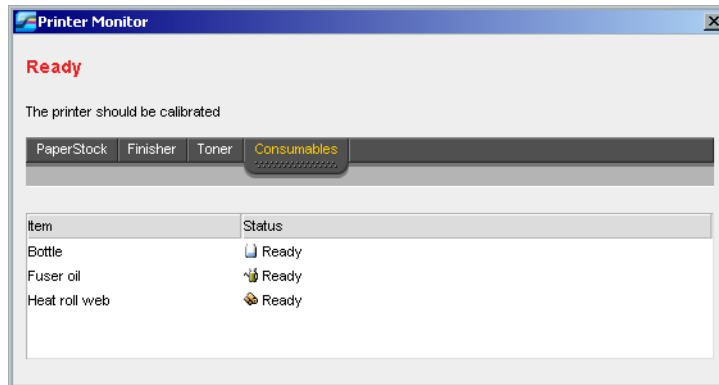 Printer Monitor
Ready
The printer should be calibrated
PaperStock Finisher Toner Consumables
Item Status
Bottle Ready
Fuser oil Ready
Heat roll web Ready